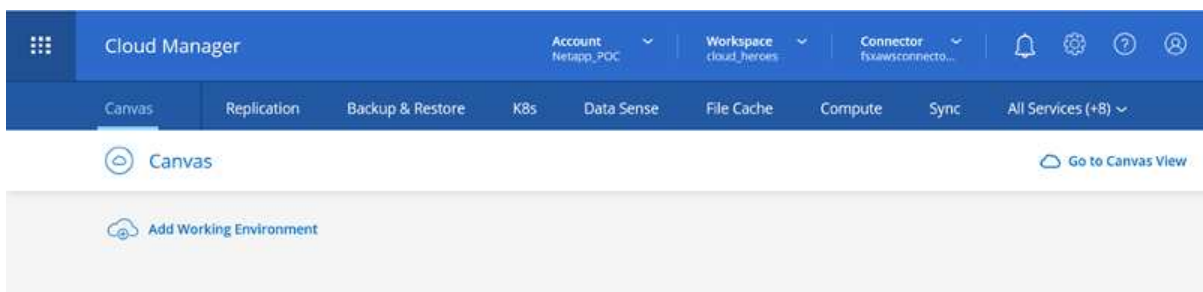 Cloud Manager
Account
Netapp_POC
Workspace
cloud_heroes
Connector
fsxawsconnecto...
Canvas Replication Backup & Restore K8s Data Sense File Cache Compute Sync All Services (+8)
Canvas
Go to Canvas View
Add Working Environment